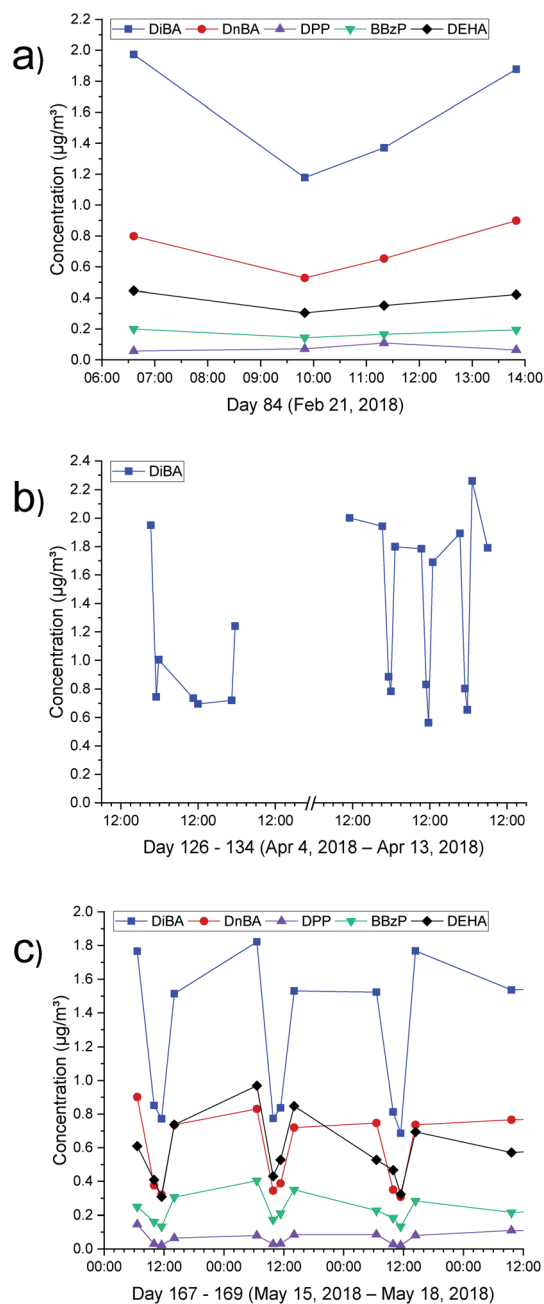 a)
DiBA DnBA DPP BBzP DEHA
Concentration (µg/m³)
2.2
2.0
1.8
1.6
1.4
1.2
1.0
0.8
0.6
0.4
0.2
0.0
06:00 07:00 08:00 09:00 10:00 11:00 12:00 13:00 14:00
Day 84 (Feb 21, 2018)
b)
DiBA
Concentration (µg/m³)
2.4
2.2
2.0
1.8
1.6
1.4
1.2
1.0
0.8
0.6
0.4
0.2
0.0
12:00 12:00 12:00 12:00 12:00 12:00
Day 126 - 134 (Apr 4, 2018 – Apr 13, 2018)
c)
DiBA DnBA DPP BBzP DEHA
Concentration (µg/m³)
2.0
1.8
1.6
1.4
1.2
1.0
0.8
0.6
0.4
0.2
0.0
00:00 12:00 00:00 12:00 00:00 12:00 00:00 12:00
Day 167 - 169 (May 15, 2018 – May 18, 2018)